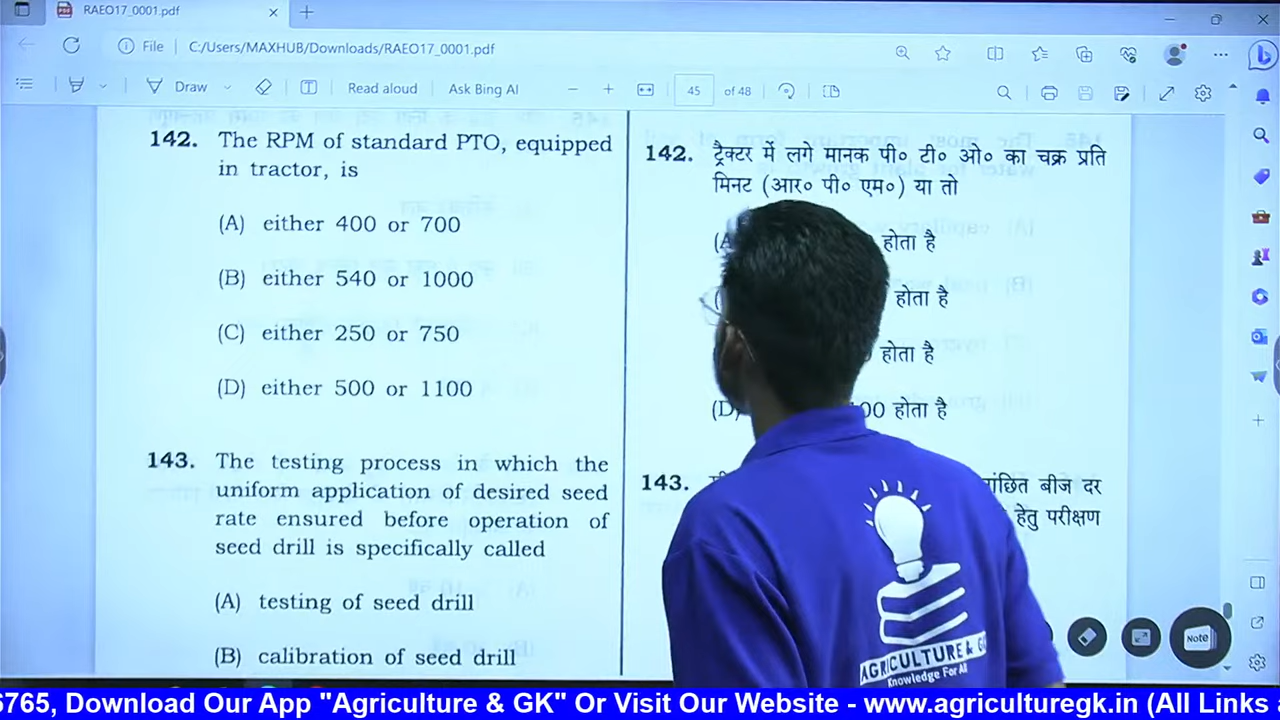 RAEO17_0001.pdf
File
C:/Users/MAXHUB/Downloads/RAEO17_0001.pdf
Draw
Read aloud
Ask Bing AI
45
of 48
142. The RPM of standard PTO, equipped
in tractor, is
(A) either 400 or 700
(B) either 540 or 1000
(C) either 250 or 750
(D) either 500 or 1100
143. The testing process in which the
uniform application of desired seed
rate ensured before operation of
seed drill is specifically called
(A) testing of seed drill
(B) calibration of seed drill
142. ट्रैक्टर में लगे मानक पी० टी० ओ० का चक्र प्रति
मिनट (आर० पी० एम०) या तो
होता है
होता है
होता है
(D) 00 होता है
143. वांछित बीज दर
हेतु परीक्षण
AGRICULTURE & GK
Knowledge For All
Note
6765, Download Our App "Agriculture & GK" Or Visit Our Website - www.agriculturegk.in (All Links